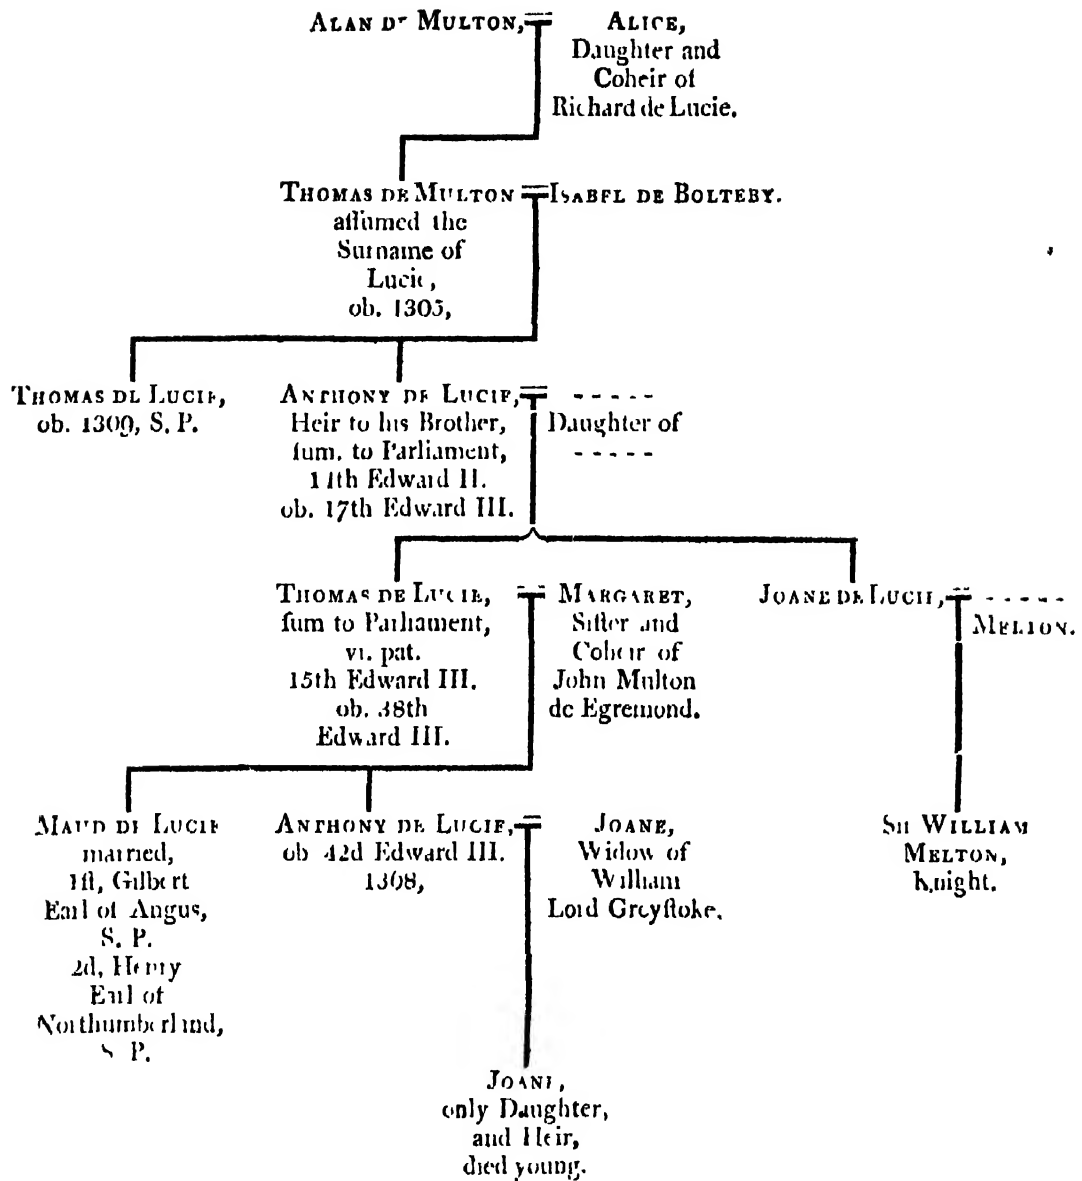 ALAN DE MULTON,
ALICE,
Daughter and
Coheir of
Richard de Lucie.
THOMAS DE MULTON
assumed the
Surname of
Lucie,
ob. 1305,
ISABEL DE BOLTEBY.
THOMAS DE LUCIE,
ob. 1309, S. P.
ANTHONY DE LUCIE,
Heir to his Brother,
sum. to Parliament,
14th Edward II.
ob. 17th Edward III.
- - - - -
Daughter of
- - - - -
THOMAS DE LUCIE,
sum to Parliament,
vi. pat.
15th Edward III.
ob. 38th
Edward III.
MARGARET,
Sister and
Coheir of
John Multon
de Egremond.
JOANE DE LUCIE,
- - - - -
MELTON.
MAUD DE LUCIE
married,
1st, Gilbert
Earl of Angus,
S. P.
2d, Henry
Earl of
Northumberland,
S. P.
ANTHONY DE LUCIE,
ob 42d Edward III.
1368,
JOANE,
Widow of
William
Lord Greystoke.
Sir WILLIAM
MELTON,
Knight.
JOANE,
only Daughter,
and Heir,
died young.